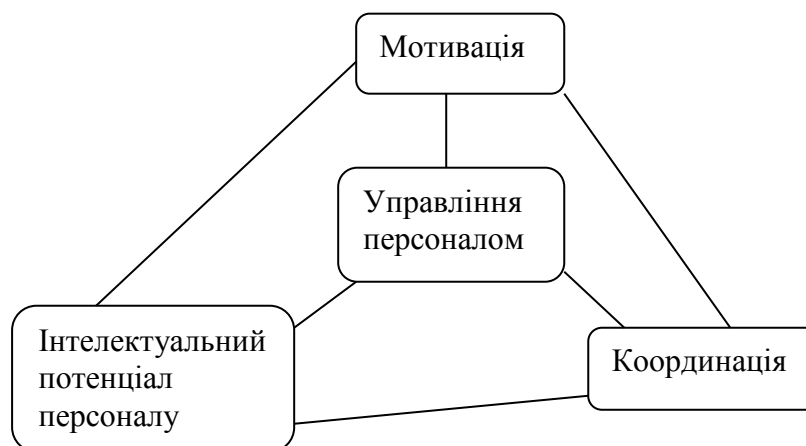 Мотивація
Управління
персоналом
Інтелектуальний
потенціал
персоналу
Координація